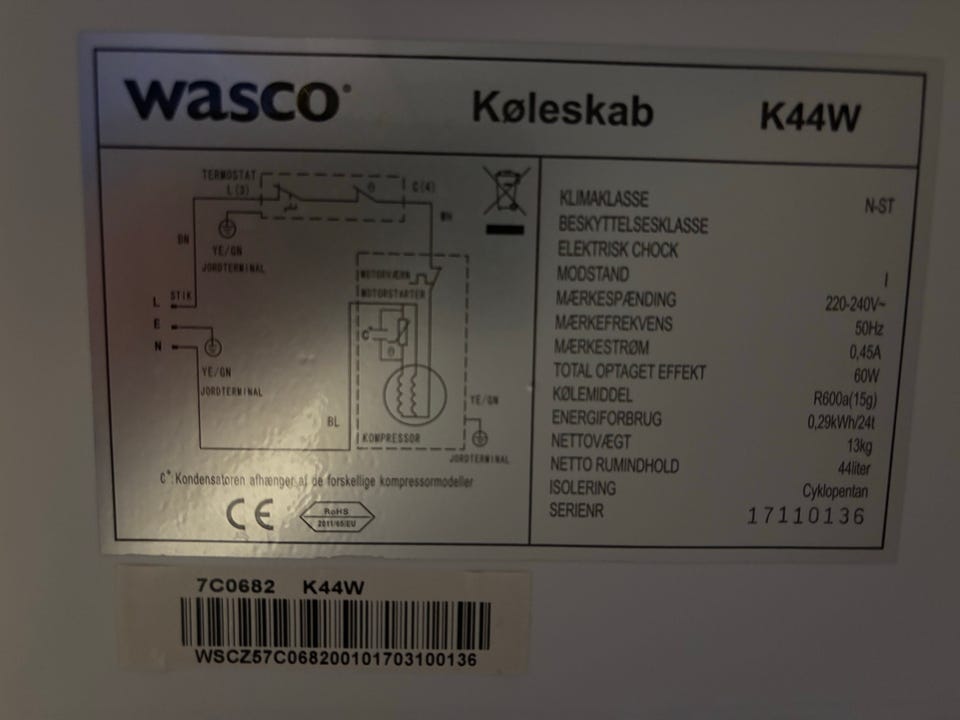 wasco Køleskab K44W
TERMOSTAT
L(3) C(4)
WH
BN
YE/GN
JORDTERMINAL
MOTORVÆRN
MOTORSTARTER
L STIK
E
N
C*
YE/GN
JORDTERMINAL
BL
KOMPRESSOR
YE/GN
JORDTERMINAL
C*:Kondensatoren afhænger af de forskellige kompressormodeller
CE
RoHS
2011/65/EU
KLIMAKLASSE N-ST
BESKYTTELSESKLASSE
ELEKTRISK CHOCK
MODSTAND I
MÆRKESPÆNDING 220-240V~
MÆRKEFREKVENS 50Hz
MÆRKESTRØM 0,45A
TOTAL OPTAGET EFFEKT 60W
KØLEMIDDEL R600a(15g)
ENERGIFORBRUG 0,29kWh/24t
NETTOVÆGT 13kg
NETTO RUMINDHOLD 44liter
ISOLERING Cyklopentan
SERIENR 17110136
7C0682 K44W
WSCZ57C068200101703100136